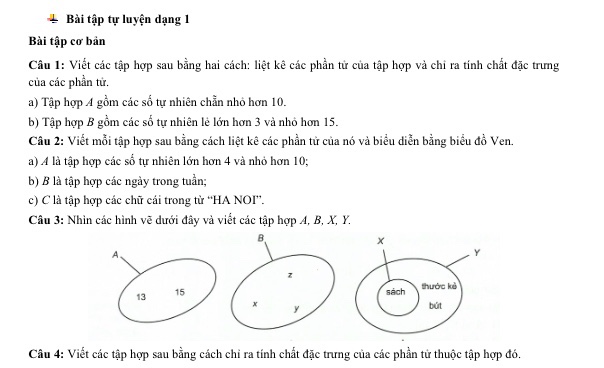 Bài tập tự luyện dạng 1
Bài tập cơ bản
Câu 1: Viết các tập hợp sau bằng hai cách: liệt kê các phần tử của tập hợp và chỉ ra tính chất đặc trưng
của các phần tử.
a) Tập hợp A gồm các số tự nhiên chẵn nhỏ hơn 10.
b) Tập hợp B gồm các số tự nhiên lẻ lớn hơn 3 và nhỏ hơn 15.
Câu 2: Viết mỗi tập hợp sau bằng cách liệt kê các phần tử của nó và biểu diễn bằng biểu đồ Ven.
a) A là tập hợp các số tự nhiên lớn hơn 4 và nhỏ hơn 10;
b) B là tập hợp các ngày trong tuần;
c) C là tập hợp các chữ cái trong từ “HA NOI”.
Câu 3: Nhìn các hình vẽ dưới đây và viết các tập hợp A, B, X, Y.
A
13
15
B
z
x
y
X
Y
sách
thước kẻ
bút
Câu 4: Viết các tập hợp sau bằng cách chỉ ra tính chất đặc trưng của các phần tử thuộc tập hợp đó.